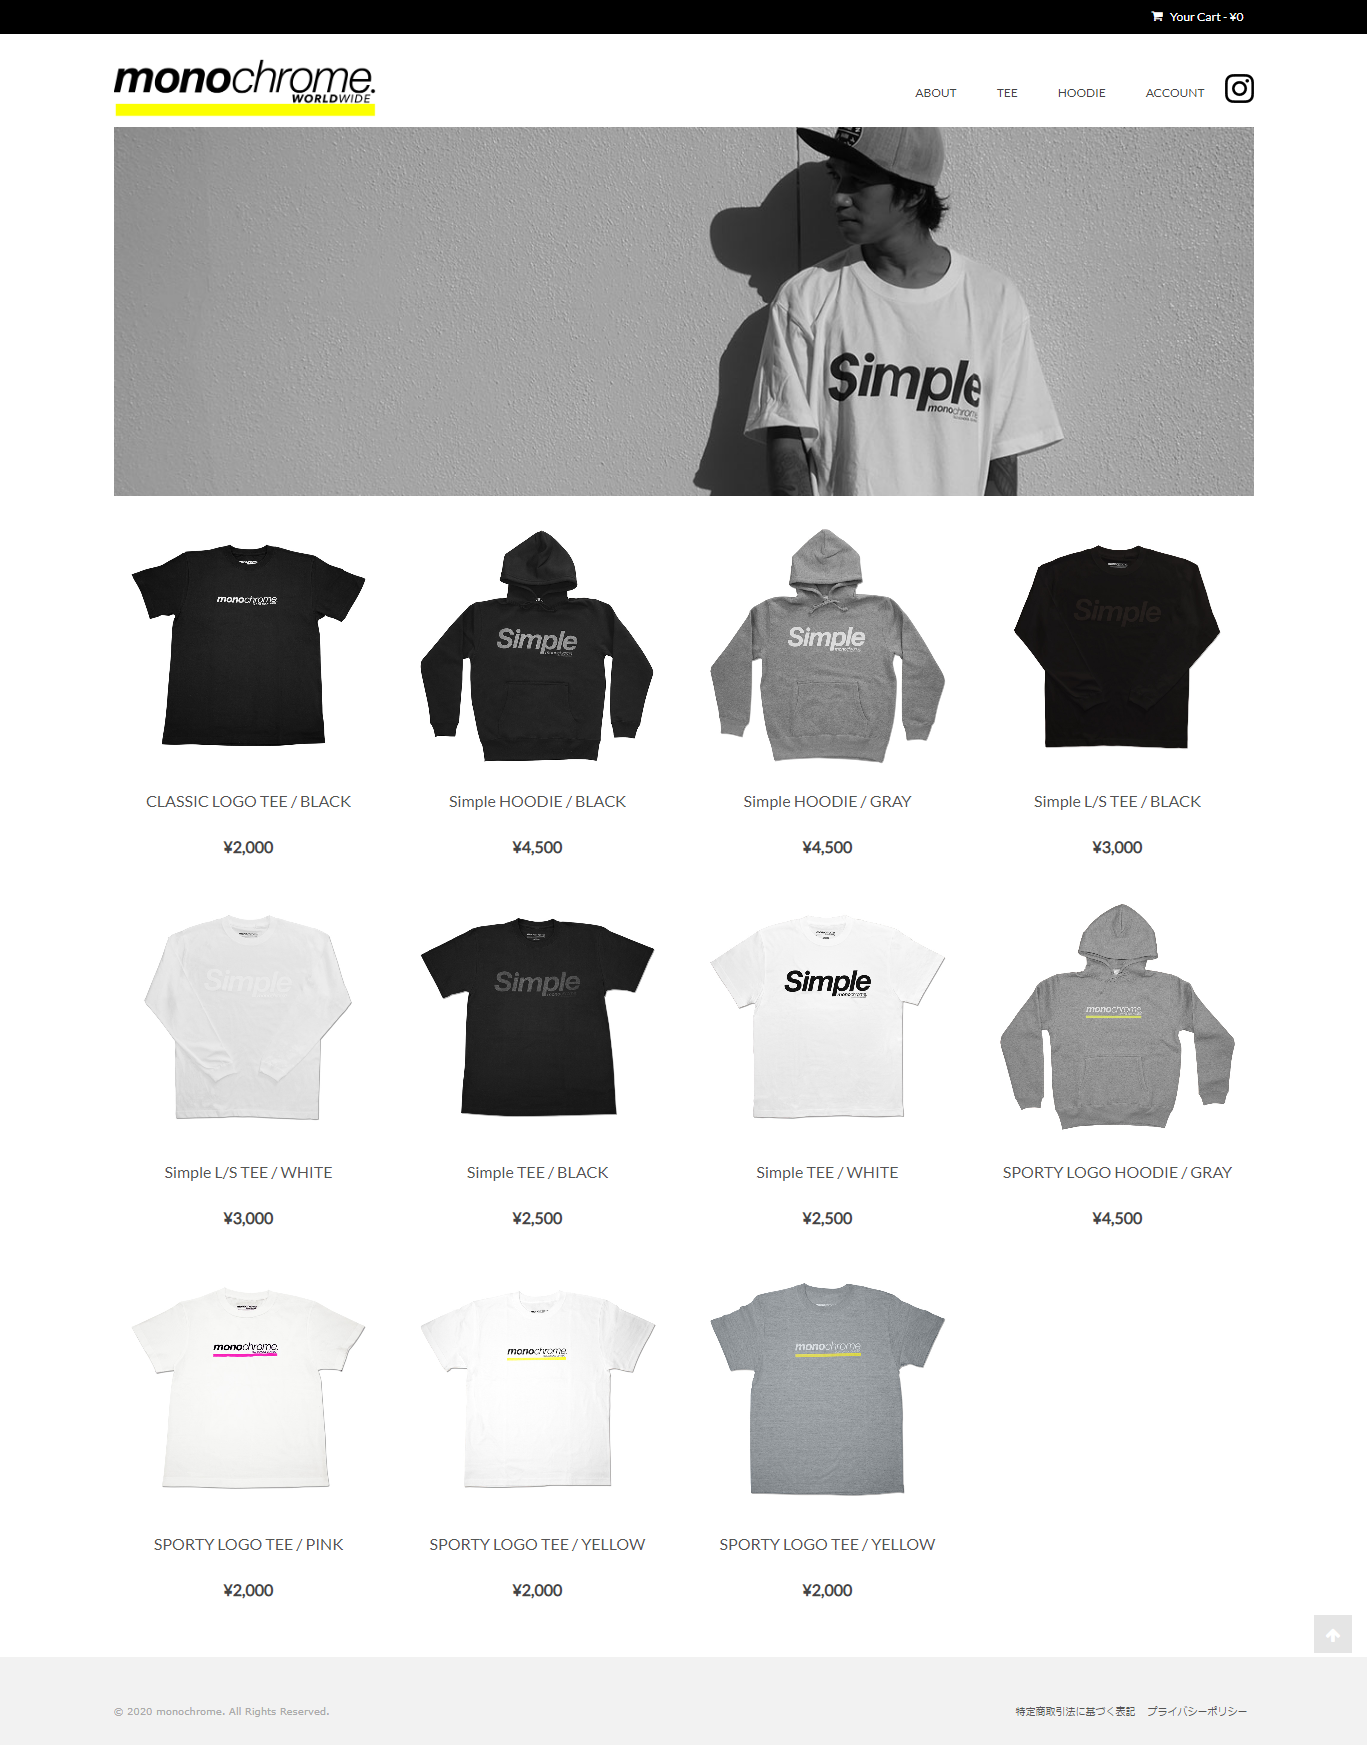 Your Cart - ¥0
monochrome.
WORLDWIDE
ABOUT
TEE
HOODIE
ACCOUNT
Simple
monochrome
monochrome.
Simple
Simple
Simple
CLASSIC LOGO TEE / BLACK
Simple HOODIE / BLACK
Simple HOODIE / GRAY
Simple L/S TEE / BLACK
¥2,000
¥4,500
¥4,500
¥3,000
Simple
Simple
Simple
monochrome.
monochrome.
Simple L/S TEE / WHITE
Simple TEE / BLACK
Simple TEE / WHITE
SPORTY LOGO HOODIE / GRAY
¥3,000
¥2,500
¥2,500
¥4,500
monochrome.
monochrome.
monochrome.
SPORTY LOGO TEE / PINK
SPORTY LOGO TEE / YELLOW
SPORTY LOGO TEE / YELLOW
¥2,000
¥2,000
¥2,000
© 2020 monochrome. All Rights Reserved.
特定商取引法に基づく表記
プライバシーポリシー